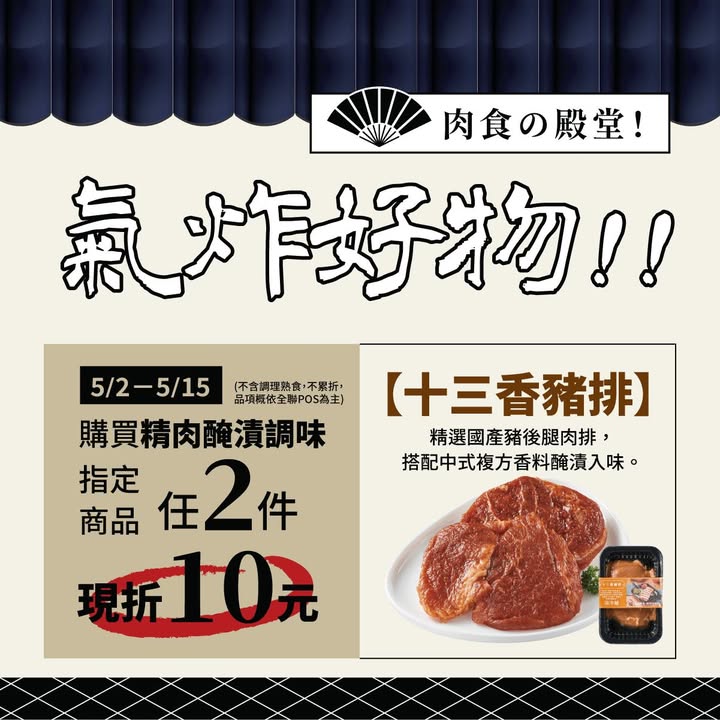 肉食の殿堂！
氣炸好物!!
5/2－5/15
(不含調理熟食，不累折，
品項概依全聯POS為主)
購買精肉醃漬調味
指定
商品
任2件
現折10元
【十三香豬排】
精選國產豬後腿肉排，
搭配中式複方香料醃漬入味。